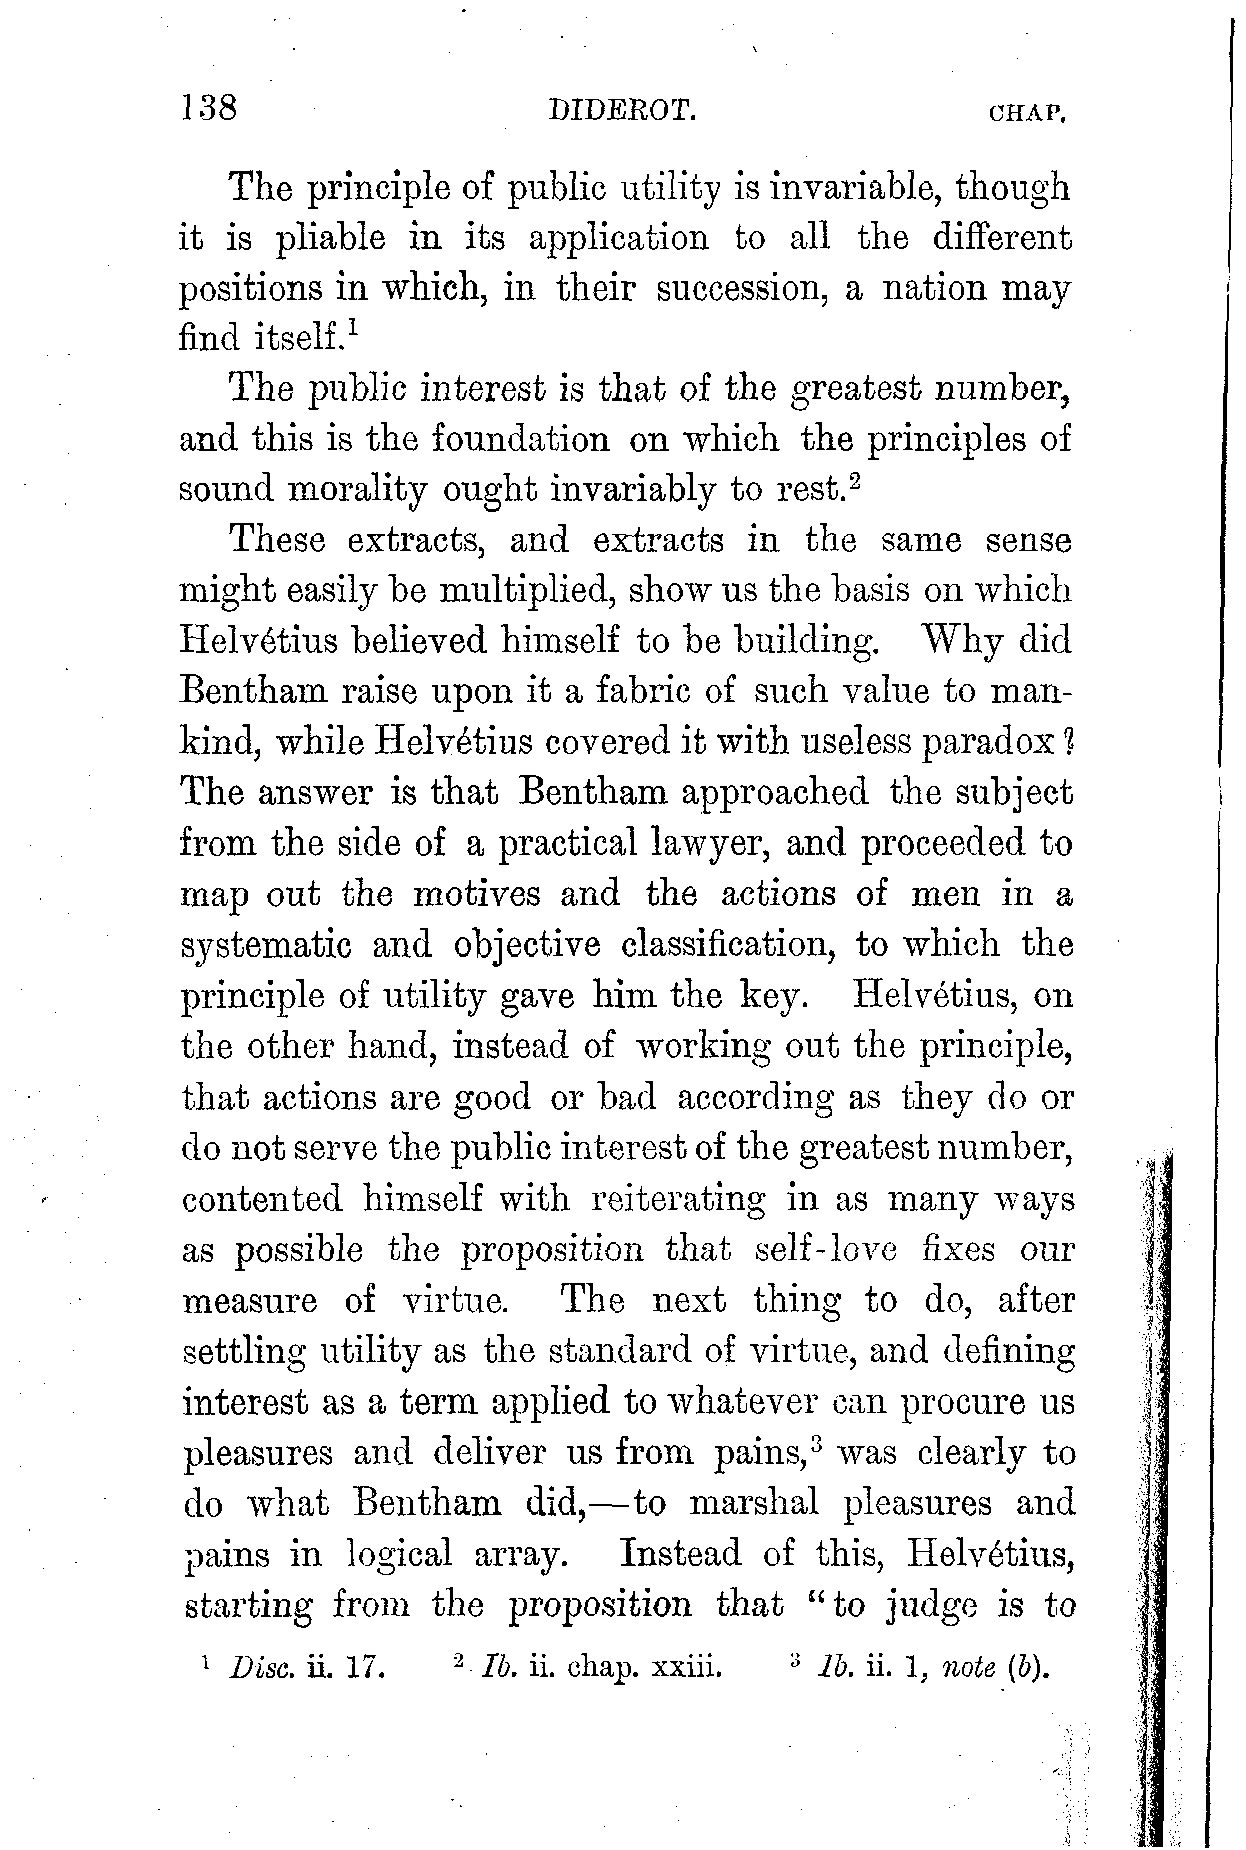 138 DIDEROT. CHAP.
The principle of public utility is invariable, though
it is pliable in its application to all the different
positions in which, in their succession, a nation may
find itself.¹
The public interest is that of the greatest number,
and this is the foundation on which the principles of
sound morality ought invariably to rest.²
These extracts, and extracts in the same sense
might easily be multiplied, show us the basis on which
Helvétius believed himself to be building. Why did
Bentham raise upon it a fabric of such value to man-
kind, while Helvétius covered it with useless paradox?
The answer is that Bentham approached the subject
from the side of a practical lawyer, and proceeded to
map out the motives and the actions of men in a
systematic and objective classification, to which the
principle of utility gave him the key. Helvétius, on
the other hand, instead of working out the principle,
that actions are good or bad according as they do or
do not serve the public interest of the greatest number,
contented himself with reiterating in as many ways
as possible the proposition that self-love fixes our
measure of virtue. The next thing to do, after
settling utility as the standard of virtue, and defining
interest as a term applied to whatever can procure us
pleasures and deliver us from pains,³ was clearly to
do what Bentham did,—to marshal pleasures and
pains in logical array. Instead of this, Helvétius,
starting from the proposition that "to judge is to
¹ Disc. ii. 17. ² Ib. ii. chap. xxiii. ³ Ib. ii. 1, note (b).